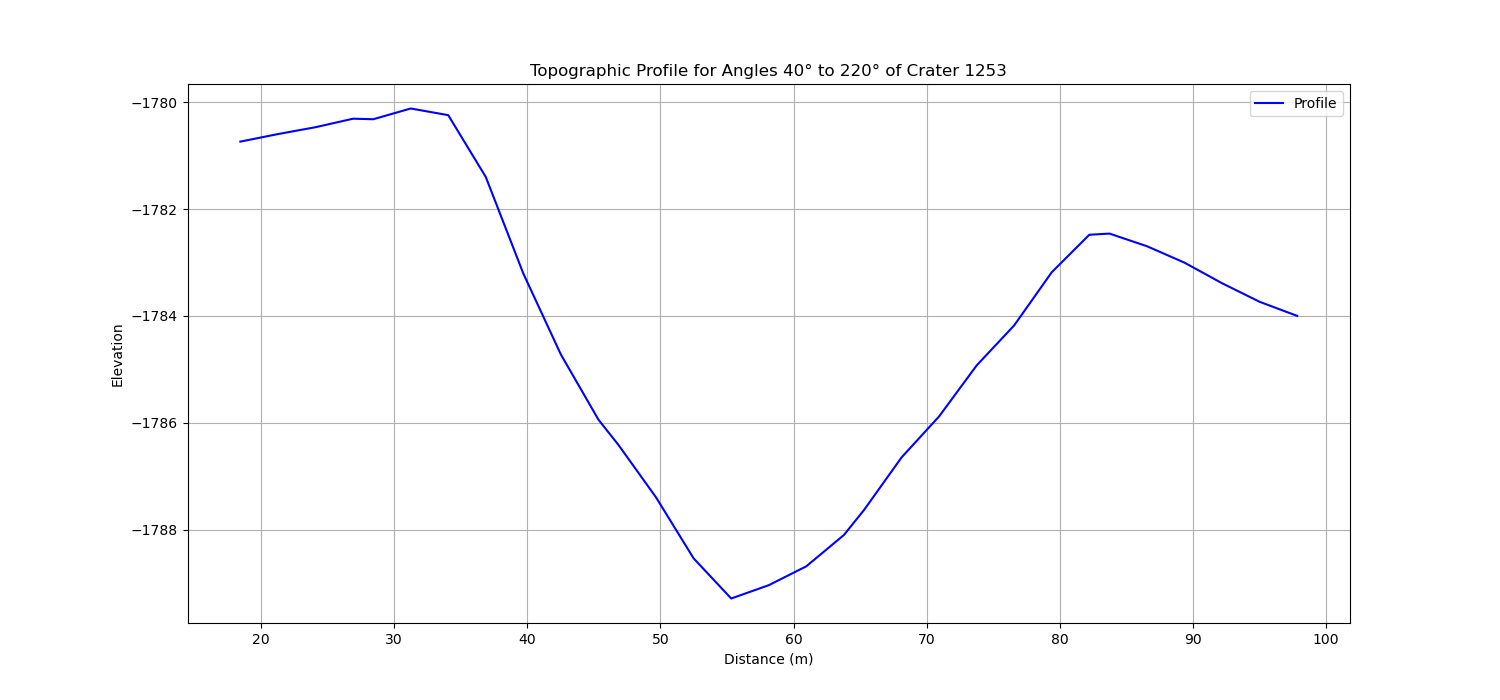 Topographic Profile for Angles 40° to 220° of Crater 1253
Profile
Elevation
−1780
−1782
−1784
−1786
−1788
20 30 40 50 60 70 80 90 100
Distance (m)